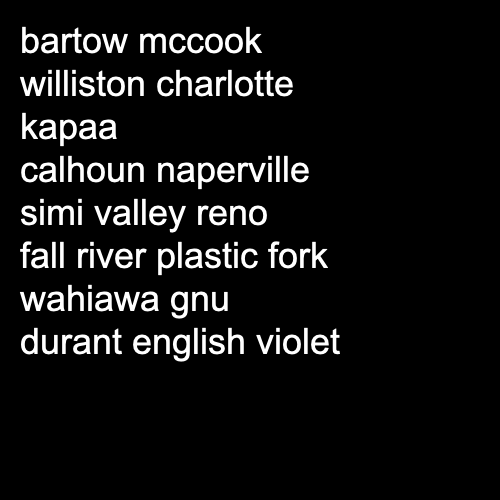 bartow mccook
williston charlotte
kapaa
calhoun naperville
simi valley reno
fall river plastic fork
wahiawa gnu
durant english violet